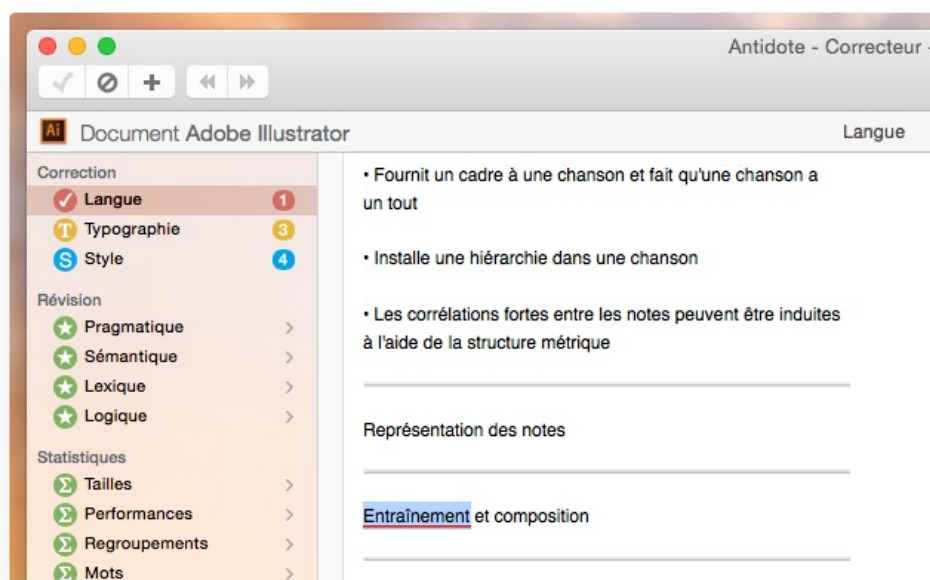 Antidote - Correcteur -
Ai Document Adobe Illustrator
Langue
Correction
Langue 1
T Typographie 3
S Style 4
Révision
Pragmatique
Sémantique
Lexique
Logique
Statistiques
Σ Tailles
Σ Performances
Σ Regroupements
Σ Mots
• Fournit un cadre à une chanson et fait qu'une chanson a
un tout
• Installe une hiérarchie dans une chanson
• Les corrélations fortes entre les notes peuvent être induites
à l'aide de la structure métrique
Représentation des notes
Entraînement et composition